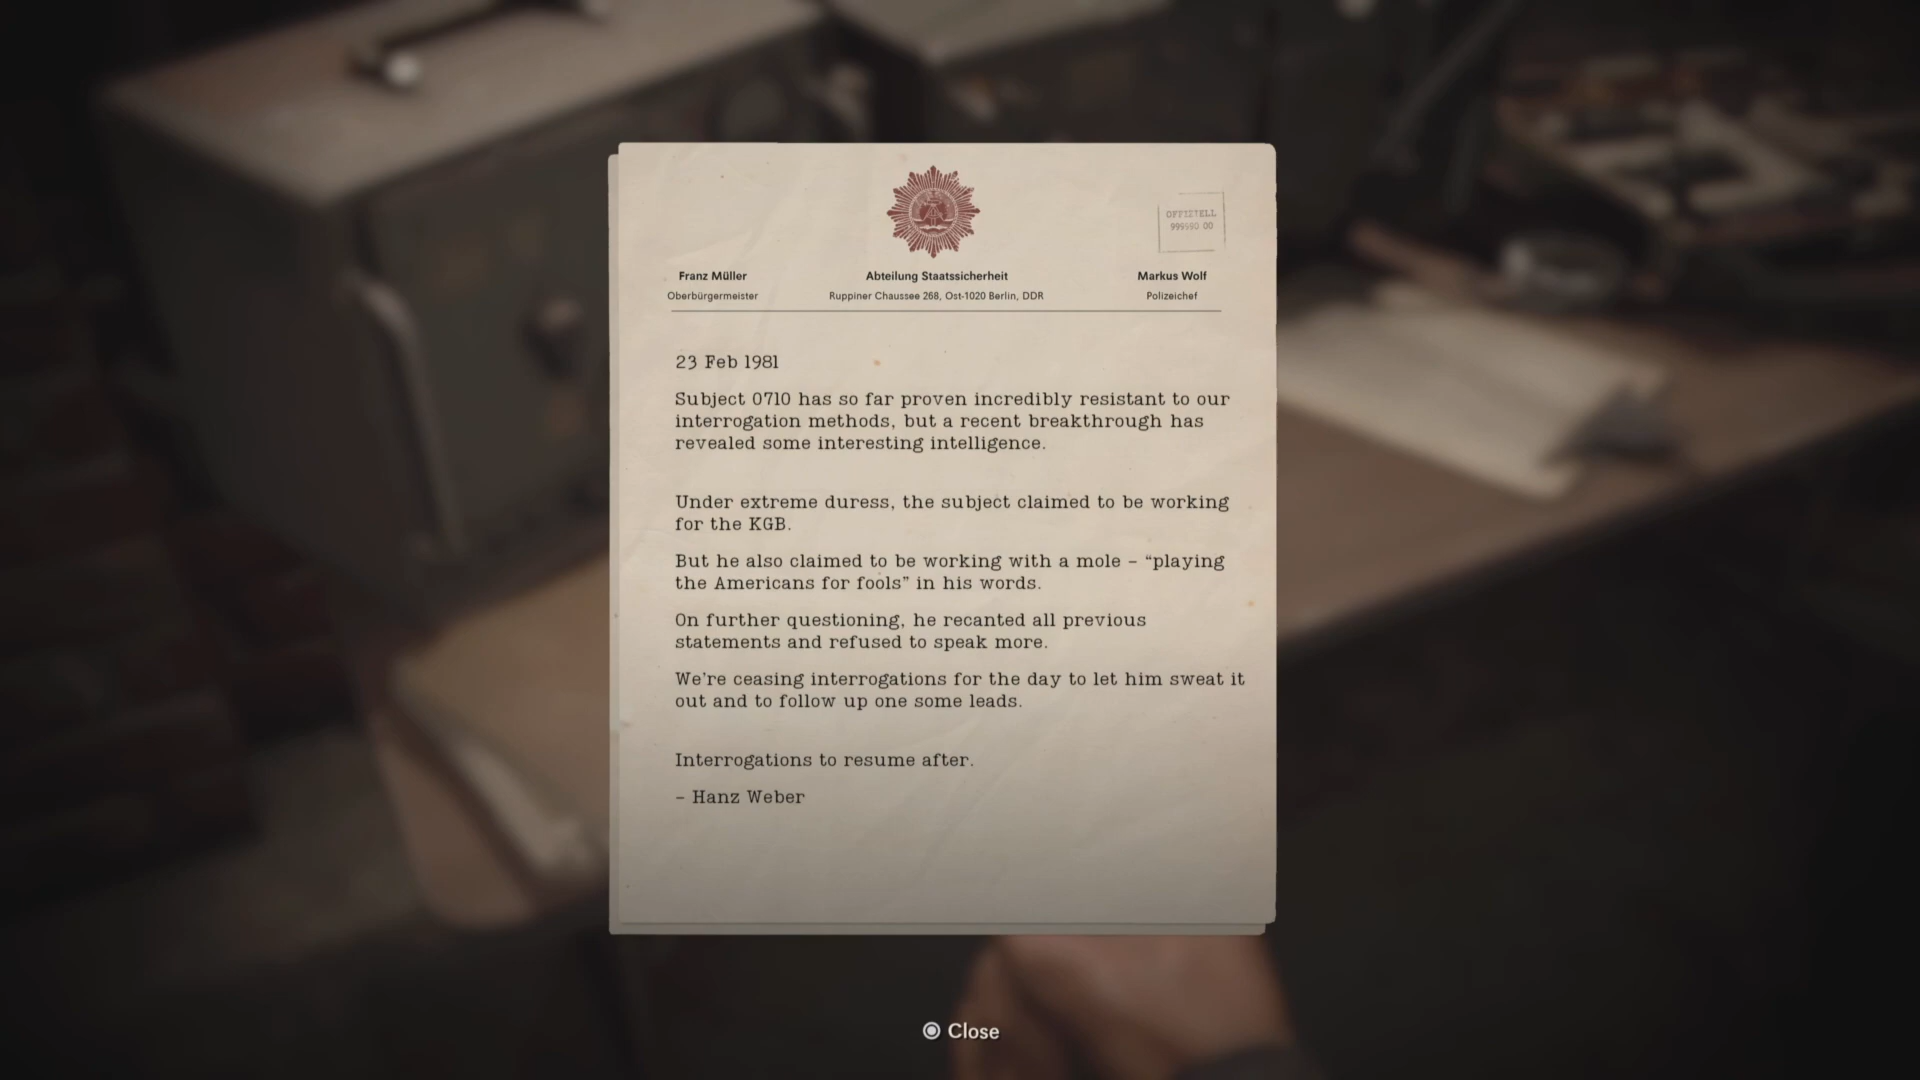 OFFIZIELL
999990 00
Franz Müller
Oberbürgermeister
Abteilung Staatssicherheit
Ruppiner Chaussee 268, Ost-1020 Berlin, DDR
Markus Wolf
Polizeichef
23 Feb 1981
Subject 0710 has so far proven incredibly resistant to our
interrogation methods, but a recent breakthrough has
revealed some interesting intelligence.
Under extreme duress, the subject claimed to be working
for the KGB.
But he also claimed to be working with a mole – “playing
the Americans for fools” in his words.
On further questioning, he recanted all previous
statements and refused to speak more.
We’re ceasing interrogations for the day to let him sweat it
out and to follow up one some leads.
Interrogations to resume after.
– Hanz Weber
Close